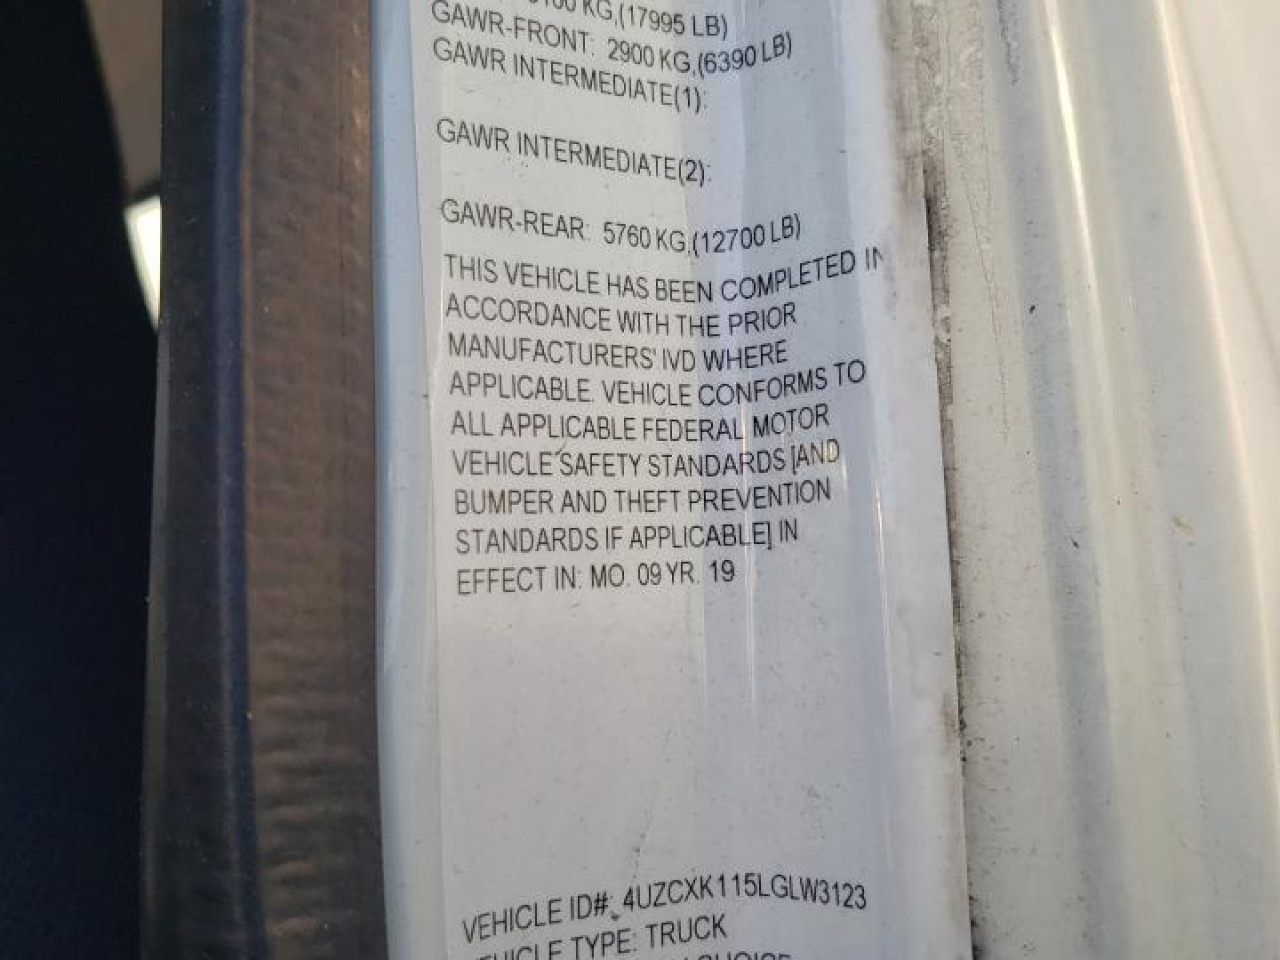 KG,(17995 LB)
GAWR-FRONT: 2900 KG,(6390 LB)
GAWR INTERMEDIATE(1):
GAWR INTERMEDIATE(2):
GAWR-REAR: 5760 KG,(12700 LB)
THIS VEHICLE HAS BEEN COMPLETED IN
ACCORDANCE WITH THE PRIOR
MANUFACTURERS' IVD WHERE
APPLICABLE. VEHICLE CONFORMS TO
ALL APPLICABLE FEDERAL MOTOR
VEHICLE SAFETY STANDARDS [AND
BUMPER AND THEFT PREVENTION
STANDARDS IF APPLICABLE] IN
EFFECT IN: MO. 09 YR. 19
VEHICLE ID#: 4UZCXK115LGLW3123
VEHICLE TYPE: TRUCK